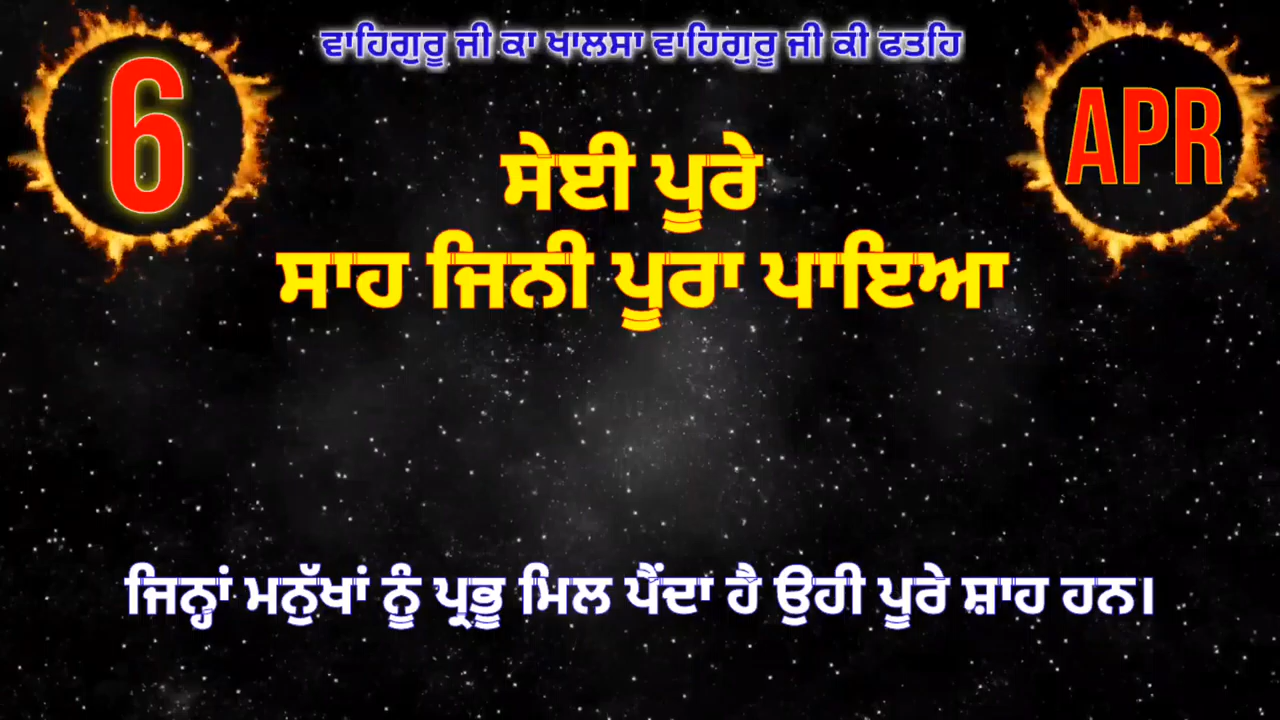 ਵਾਹਿਗੁਰੂ ਜੀ ਕਾ ਖਾਲਸਾ ਵਾਹਿਗੁਰੂ ਜੀ ਕੀ ਫਤਹਿ
6
APR
ਸੇਈ ਪੂਰੇ
ਸਾਹ ਜਿਨੀ ਪੂਰਾ ਪਾਇਆ
ਜਿਨ੍ਹਾਂ ਮਨੁੱਖਾਂ ਨੂੰ ਪ੍ਰਭੂ ਮਿਲ ਪੈਂਦਾ ਹੈ ਉਹੀ ਪੂਰੇ ਸ਼ਾਹ ਹਨ।